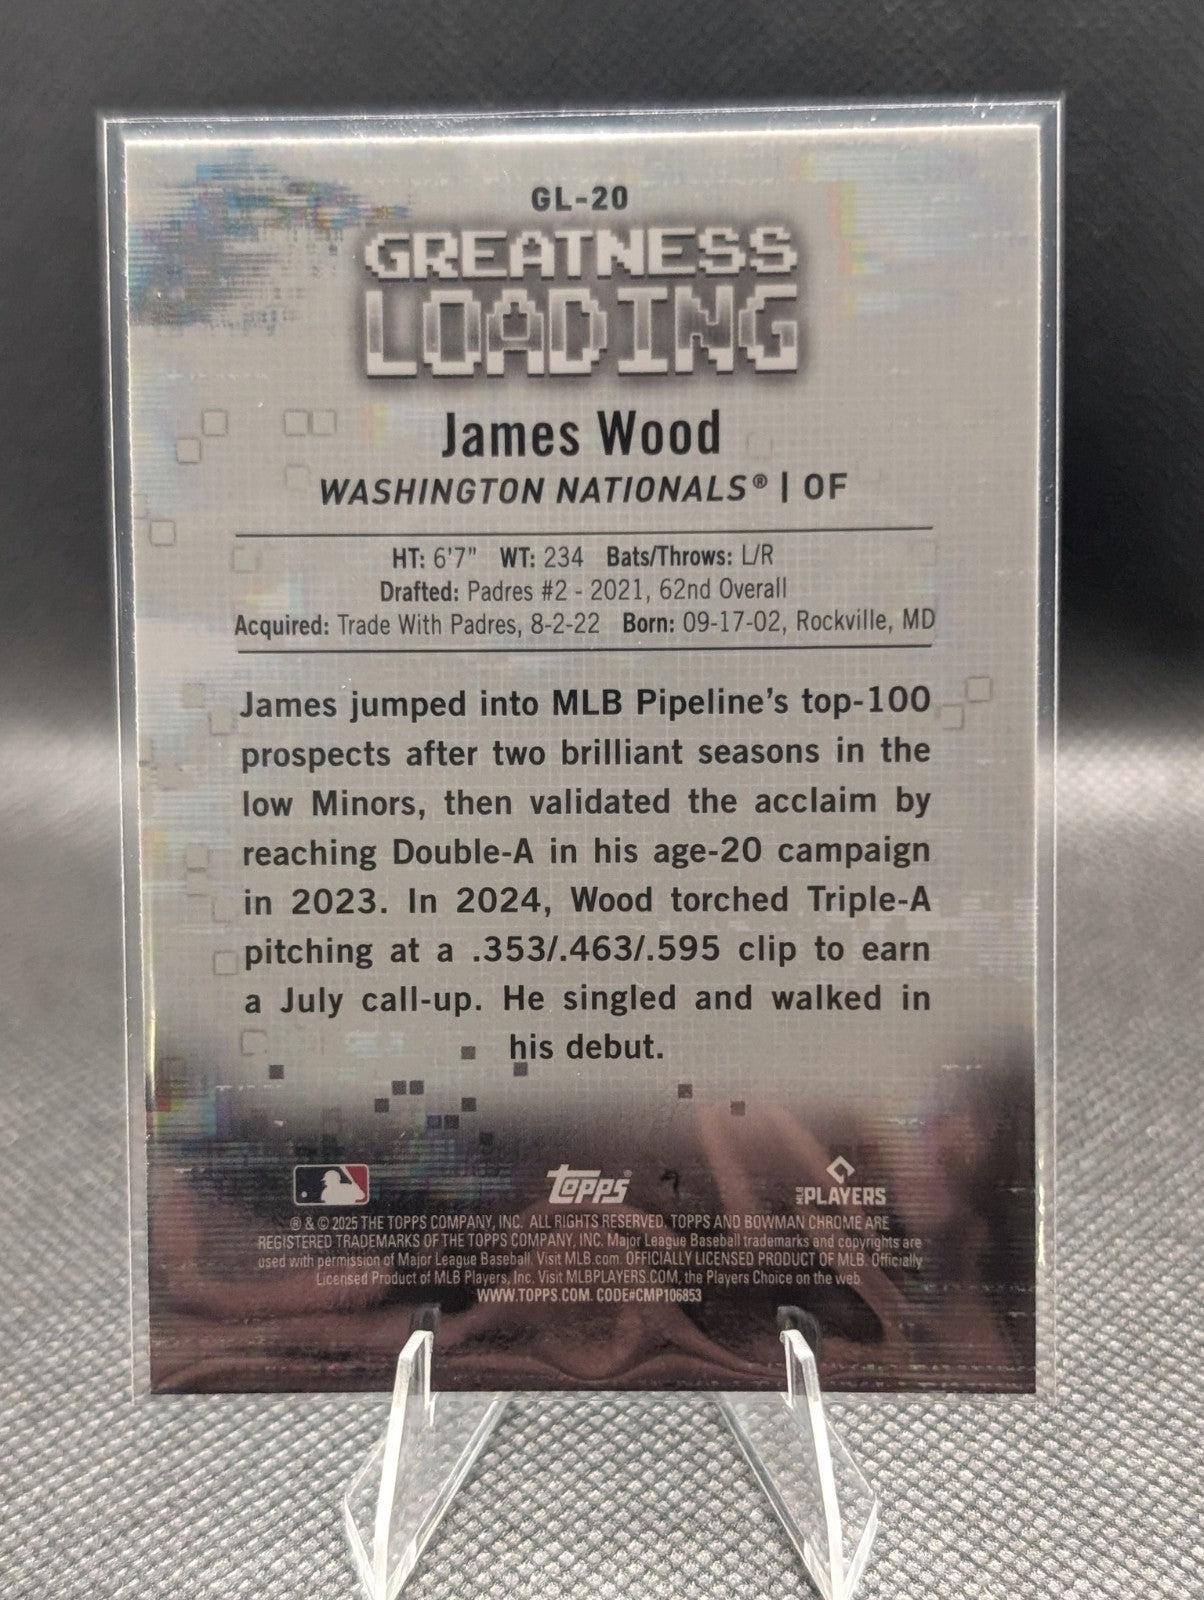 GL-20
GREATNESS
LOADING
James Wood
WASHINGTON NATIONALS® | OF
HT: 6'7" WT: 234 Bats/Throws: L/R
Drafted: Padres #2 - 2021, 62nd Overall
Acquired: Trade With Padres, 8-2-22 Born: 09-17-02, Rockville, MD
James jumped into MLB Pipeline's top-100
prospects after two brilliant seasons in the
low Minors, then validated the acclaim by
reaching Double-A in his age-20 campaign
in 2023. In 2024, Wood torched Triple-A
pitching at a .353/.463/.595 clip to earn
a July call-up. He singled and walked in
his debut.
Topps®
MLB PLAYERS
® & © 2025 THE TOPPS COMPANY, INC. ALL RIGHTS RESERVED. TOPPS AND BOWMAN CHROME ARE
REGISTERED TRADEMARKS OF THE TOPPS COMPANY, INC. Major League Baseball trademarks and copyrights are
used with permission of Major League Baseball. Visit MLB.com. OFFICIALLY LICENSED PRODUCT OF MLB. Officially
Licensed Product of MLB Players, Inc. Visit MLBPLAYERS.COM, the Players Choice on the web.
WWW.TOPPS.COM. CODE#CMP106853